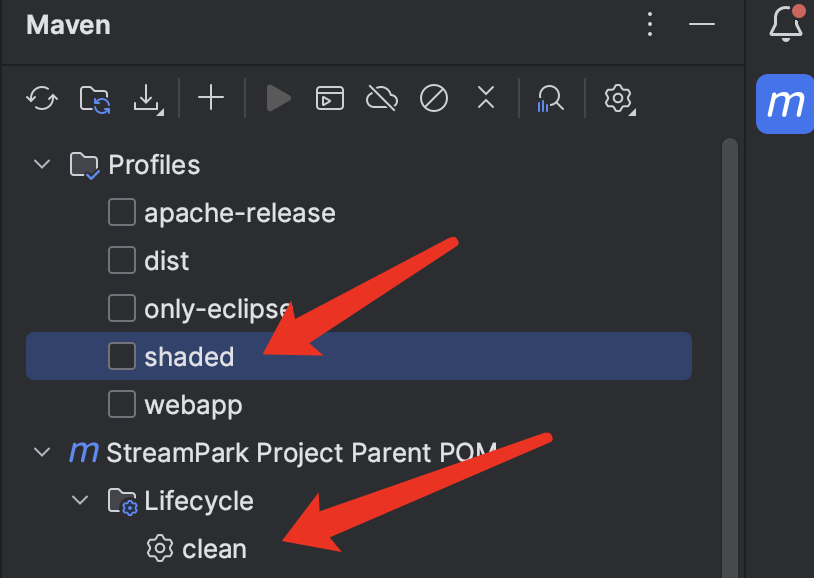 Maven
Profiles
apache-release
dist
only-eclipse
shaded
webapp
m StreamPark Project Parent POM
Lifecycle
clean
m